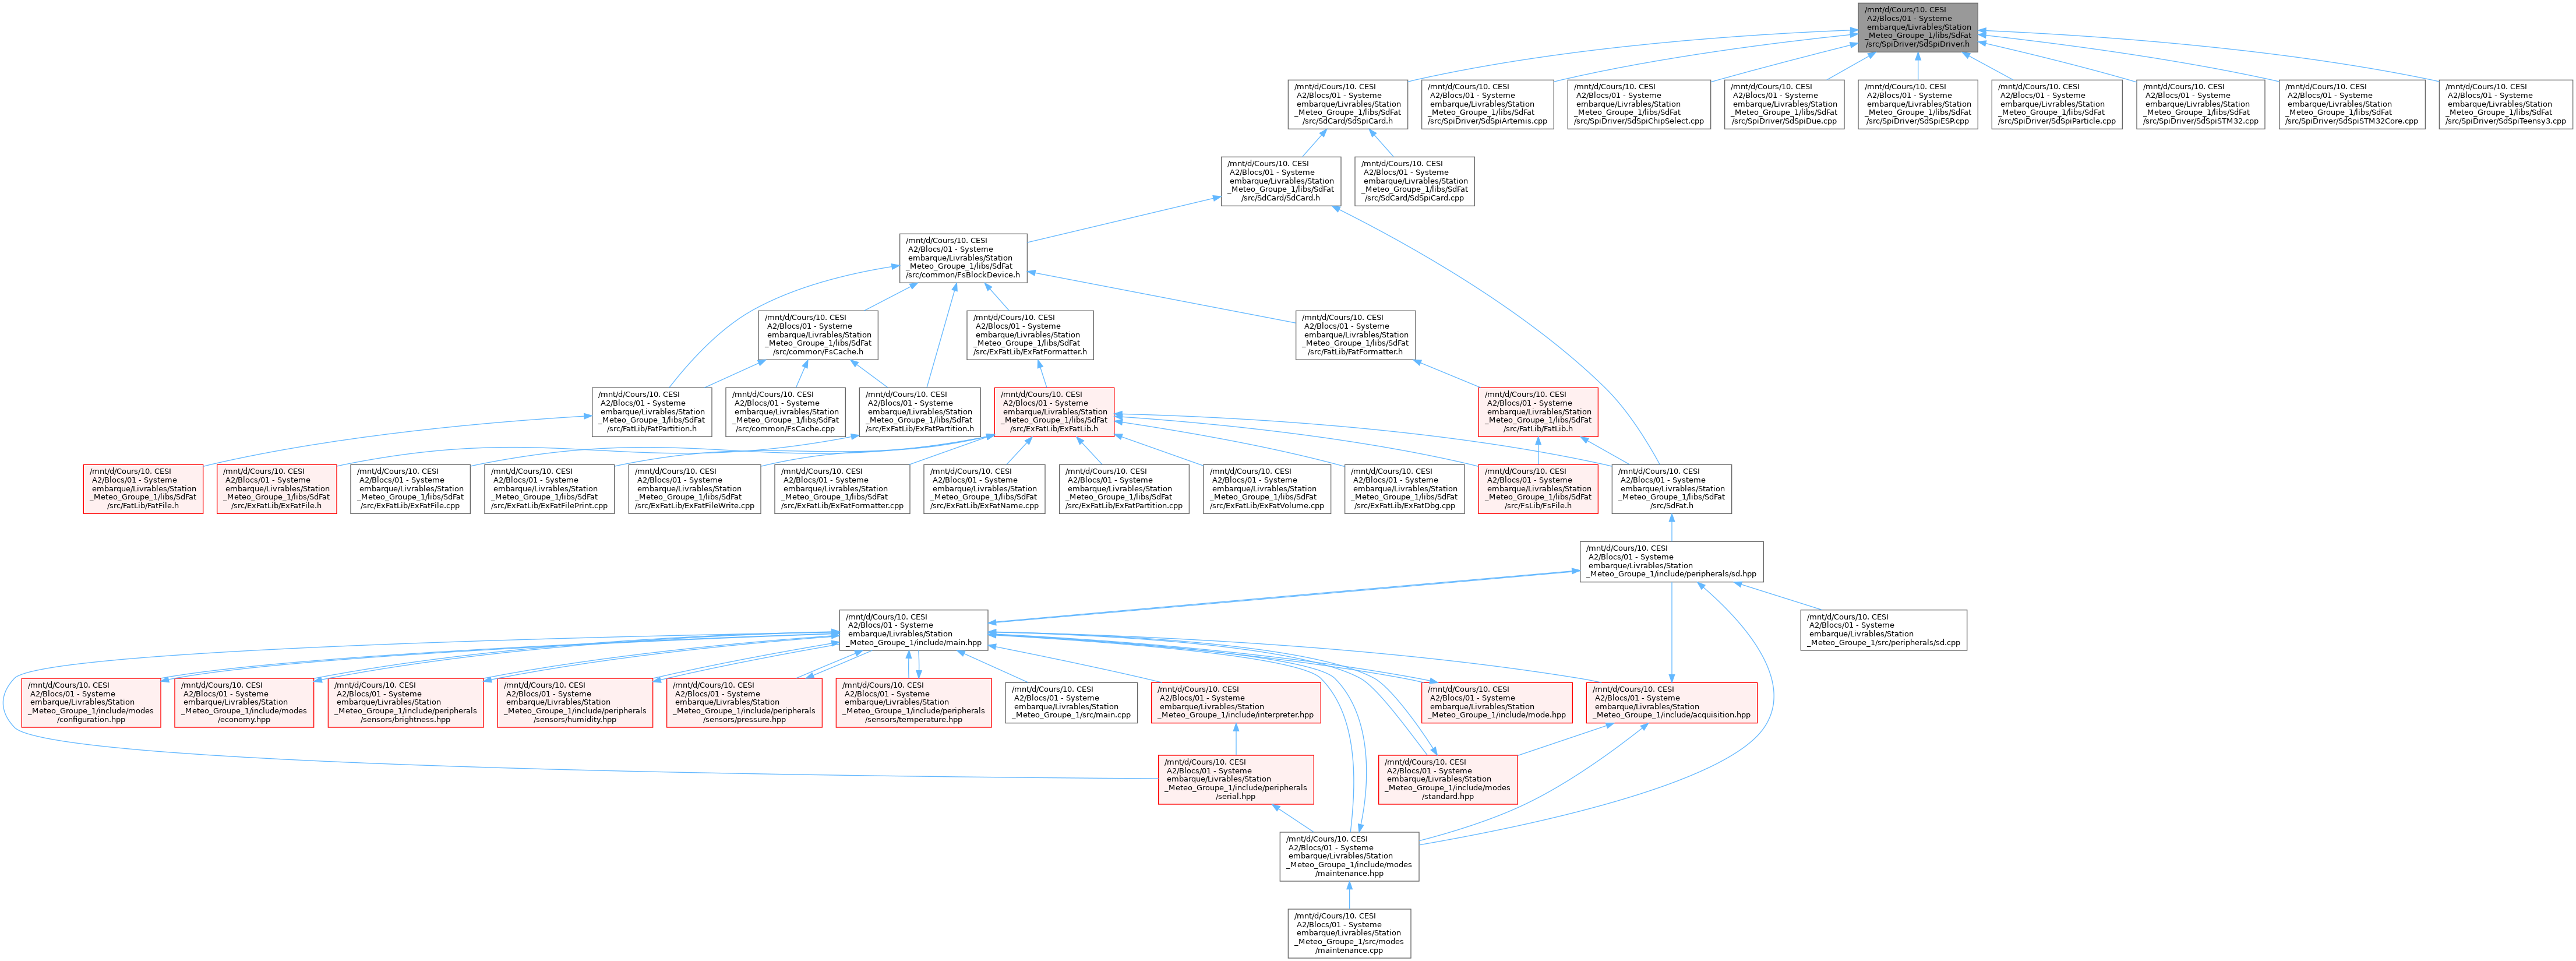 /mnt/d/Cours/10. CESI
A2/Blocs/01 - Systeme
embarque/Livrables/Station
_Meteo_Groupe_1/libs/SdFat
/src/SpiDriver/SdSpiDriver.h
/mnt/d/Cours/10. CESI
A2/Blocs/01 - Systeme
embarque/Livrables/Station
_Meteo_Groupe_1/libs/SdFat
/src/SdCard/SdSpiCard.h
/mnt/d/Cours/10. CESI
A2/Blocs/01 - Systeme
embarque/Livrables/Station
_Meteo_Groupe_1/libs/SdFat
/src/SpiDriver/SdSpiArtemis.cpp
/mnt/d/Cours/10. CESI
A2/Blocs/01 - Systeme
embarque/Livrables/Station
_Meteo_Groupe_1/libs/SdFat
/src/SpiDriver/SdSpiChipSelect.cpp
/mnt/d/Cours/10. CESI
A2/Blocs/01 - Systeme
embarque/Livrables/Station
_Meteo_Groupe_1/libs/SdFat
/src/SpiDriver/SdSpiDue.cpp
/mnt/d/Cours/10. CESI
A2/Blocs/01 - Systeme
embarque/Livrables/Station
_Meteo_Groupe_1/libs/SdFat
/src/SpiDriver/SdSpiESP.cpp
/mnt/d/Cours/10. CESI
A2/Blocs/01 - Systeme
embarque/Livrables/Station
_Meteo_Groupe_1/libs/SdFat
/src/SpiDriver/SdSpiParticle.cpp
/mnt/d/Cours/10. CESI
A2/Blocs/01 - Systeme
embarque/Livrables/Station
_Meteo_Groupe_1/libs/SdFat
/src/SpiDriver/SdSpiSTM32.cpp
/mnt/d/Cours/10. CESI
A2/Blocs/01 - Systeme
embarque/Livrables/Station
_Meteo_Groupe_1/libs/SdFat
/src/SpiDriver/SdSpiSTM32Core.cpp
/mnt/d/Cours/10. CESI
A2/Blocs/01 - Systeme
embarque/Livrables/Station
_Meteo_Groupe_1/libs/SdFat
/src/SpiDriver/SdSpiTeensy3.cpp
/mnt/d/Cours/10. CESI
A2/Blocs/01 - Systeme
embarque/Livrables/Station
_Meteo_Groupe_1/libs/SdFat
/src/SdCard/SdCard.h
/mnt/d/Cours/10. CESI
A2/Blocs/01 - Systeme
embarque/Livrables/Station
_Meteo_Groupe_1/libs/SdFat
/src/SdCard/SdSpiCard.cpp
/mnt/d/Cours/10. CESI
A2/Blocs/01 - Systeme
embarque/Livrables/Station
_Meteo_Groupe_1/libs/SdFat
/src/common/FsBlockDevice.h
/mnt/d/Cours/10. CESI
A2/Blocs/01 - Systeme
embarque/Livrables/Station
_Meteo_Groupe_1/libs/SdFat
/src/common/FsCache.h
/mnt/d/Cours/10. CESI
A2/Blocs/01 - Systeme
embarque/Livrables/Station
_Meteo_Groupe_1/libs/SdFat
/src/ExFatLib/ExFatFormatter.h
/mnt/d/Cours/10. CESI
A2/Blocs/01 - Systeme
embarque/Livrables/Station
_Meteo_Groupe_1/libs/SdFat
/src/FatLib/FatFormatter.h
/mnt/d/Cours/10. CESI
A2/Blocs/01 - Systeme
embarque/Livrables/Station
_Meteo_Groupe_1/libs/SdFat
/src/FatLib/FatPartition.h
/mnt/d/Cours/10. CESI
A2/Blocs/01 - Systeme
embarque/Livrables/Station
_Meteo_Groupe_1/libs/SdFat
/src/common/FsCache.cpp
/mnt/d/Cours/10. CESI
A2/Blocs/01 - Systeme
embarque/Livrables/Station
_Meteo_Groupe_1/libs/SdFat
/src/ExFatLib/ExFatPartition.h
/mnt/d/Cours/10. CESI
A2/Blocs/01 - Systeme
embarque/Livrables/Station
_Meteo_Groupe_1/libs/SdFat
/src/ExFatLib/ExFatLib.h
/mnt/d/Cours/10. CESI
A2/Blocs/01 - Systeme
embarque/Livrables/Station
_Meteo_Groupe_1/libs/SdFat
/src/FatLib/FatLib.h
/mnt/d/Cours/10. CESI
A2/Blocs/01 - Systeme
embarque/Livrables/Station
_Meteo_Groupe_1/libs/SdFat
/src/FatLib/FatFile.h
/mnt/d/Cours/10. CESI
A2/Blocs/01 - Systeme
embarque/Livrables/Station
_Meteo_Groupe_1/libs/SdFat
/src/ExFatLib/ExFatFile.h
/mnt/d/Cours/10. CESI
A2/Blocs/01 - Systeme
embarque/Livrables/Station
_Meteo_Groupe_1/libs/SdFat
/src/ExFatLib/ExFatFile.cpp
/mnt/d/Cours/10. CESI
A2/Blocs/01 - Systeme
embarque/Livrables/Station
_Meteo_Groupe_1/libs/SdFat
/src/ExFatLib/ExFatFilePrint.cpp
/mnt/d/Cours/10. CESI
A2/Blocs/01 - Systeme
embarque/Livrables/Station
_Meteo_Groupe_1/libs/SdFat
/src/ExFatLib/ExFatFileWrite.cpp
/mnt/d/Cours/10. CESI
A2/Blocs/01 - Systeme
embarque/Livrables/Station
_Meteo_Groupe_1/libs/SdFat
/src/ExFatLib/ExFatFormatter.cpp
/mnt/d/Cours/10. CESI
A2/Blocs/01 - Systeme
embarque/Livrables/Station
_Meteo_Groupe_1/libs/SdFat
/src/ExFatLib/ExFatName.cpp
/mnt/d/Cours/10. CESI
A2/Blocs/01 - Systeme
embarque/Livrables/Station
_Meteo_Groupe_1/libs/SdFat
/src/ExFatLib/ExFatPartition.cpp
/mnt/d/Cours/10. CESI
A2/Blocs/01 - Systeme
embarque/Livrables/Station
_Meteo_Groupe_1/libs/SdFat
/src/ExFatLib/ExFatVolume.cpp
/mnt/d/Cours/10. CESI
A2/Blocs/01 - Systeme
embarque/Livrables/Station
_Meteo_Groupe_1/libs/SdFat
/src/ExFatLib/ExFatDbg.cpp
/mnt/d/Cours/10. CESI
A2/Blocs/01 - Systeme
embarque/Livrables/Station
_Meteo_Groupe_1/libs/SdFat
/src/FsLib/FsFile.h
/mnt/d/Cours/10. CESI
A2/Blocs/01 - Systeme
embarque/Livrables/Station
_Meteo_Groupe_1/libs/SdFat
/src/SdFat.h
/mnt/d/Cours/10. CESI
A2/Blocs/01 - Systeme
embarque/Livrables/Station
_Meteo_Groupe_1/include/peripherals/sd.hpp
/mnt/d/Cours/10. CESI
A2/Blocs/01 - Systeme
embarque/Livrables/Station
_Meteo_Groupe_1/include/main.hpp
/mnt/d/Cours/10. CESI
A2/Blocs/01 - Systeme
embarque/Livrables/Station
_Meteo_Groupe_1/src/peripherals/sd.cpp
/mnt/d/Cours/10. CESI
A2/Blocs/01 - Systeme
embarque/Livrables/Station
_Meteo_Groupe_1/include/modes
/configuration.hpp
/mnt/d/Cours/10. CESI
A2/Blocs/01 - Systeme
embarque/Livrables/Station
_Meteo_Groupe_1/include/modes
/economy.hpp
/mnt/d/Cours/10. CESI
A2/Blocs/01 - Systeme
embarque/Livrables/Station
_Meteo_Groupe_1/include/peripherals
/sensors/brightness.hpp
/mnt/d/Cours/10. CESI
A2/Blocs/01 - Systeme
embarque/Livrables/Station
_Meteo_Groupe_1/include/peripherals
/sensors/humidity.hpp
/mnt/d/Cours/10. CESI
A2/Blocs/01 - Systeme
embarque/Livrables/Station
_Meteo_Groupe_1/include/peripherals
/sensors/pressure.hpp
/mnt/d/Cours/10. CESI
A2/Blocs/01 - Systeme
embarque/Livrables/Station
_Meteo_Groupe_1/include/peripherals
/sensors/temperature.hpp
/mnt/d/Cours/10. CESI
A2/Blocs/01 - Systeme
embarque/Livrables/Station
_Meteo_Groupe_1/src/main.cpp
/mnt/d/Cours/10. CESI
A2/Blocs/01 - Systeme
embarque/Livrables/Station
_Meteo_Groupe_1/include/interpreter.hpp
/mnt/d/Cours/10. CESI
A2/Blocs/01 - Systeme
embarque/Livrables/Station
_Meteo_Groupe_1/include/mode.hpp
/mnt/d/Cours/10. CESI
A2/Blocs/01 - Systeme
embarque/Livrables/Station
_Meteo_Groupe_1/include/acquisition.hpp
/mnt/d/Cours/10. CESI
A2/Blocs/01 - Systeme
embarque/Livrables/Station
_Meteo_Groupe_1/include/peripherals
/serial.hpp
/mnt/d/Cours/10. CESI
A2/Blocs/01 - Systeme
embarque/Livrables/Station
_Meteo_Groupe_1/include/modes
/standard.hpp
/mnt/d/Cours/10. CESI
A2/Blocs/01 - Systeme
embarque/Livrables/Station
_Meteo_Groupe_1/include/modes
/maintenance.hpp
/mnt/d/Cours/10. CESI
A2/Blocs/01 - Systeme
embarque/Livrables/Station
_Meteo_Groupe_1/src/modes
/maintenance.cpp